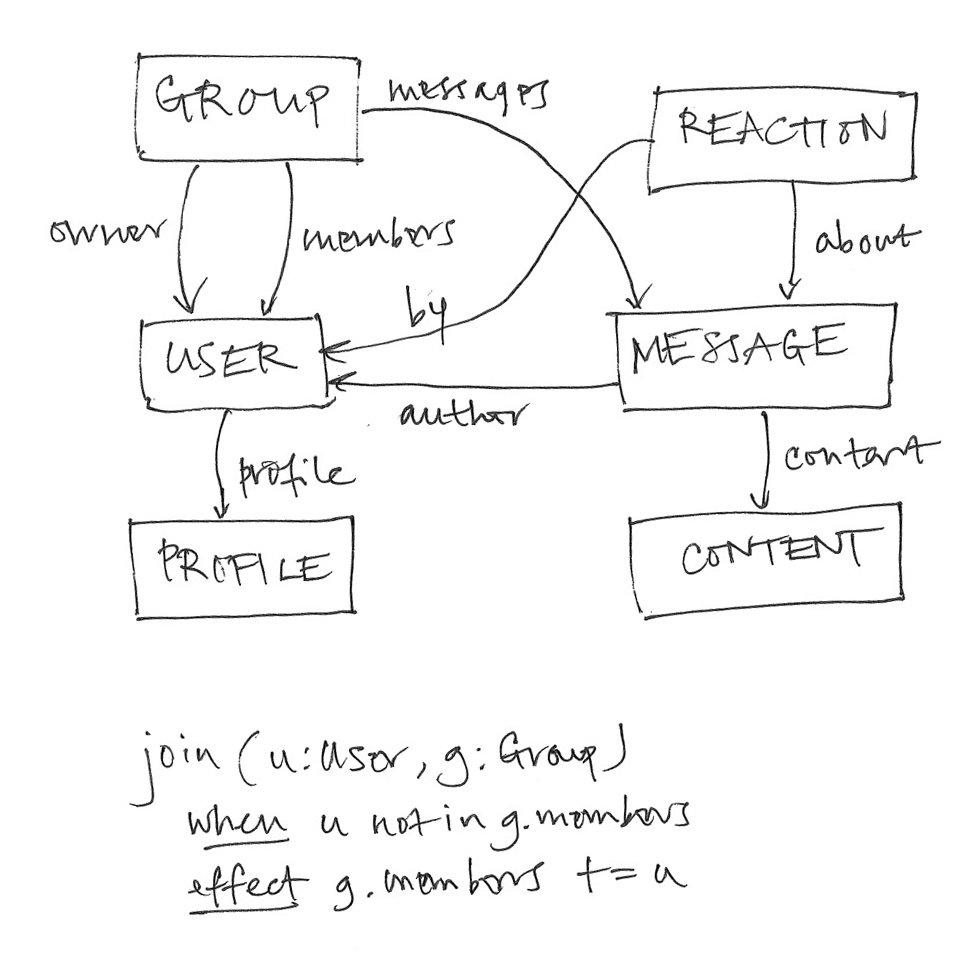 GROUP
messages
REACTION
owner
members
about
by
USER
MESSAGE
author
profile
content
PROFILE
CONTENT
join (u: User, g: Group)
when u not in g.members
effect g.members += u